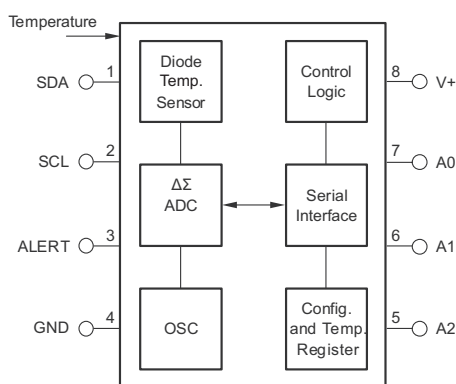 Temperature
SDA
1
Diode
Temp.
Sensor
Control
Logic
8
V+
SCL
2
ΔΣ
ADC
Serial
Interface
7
A0
ALERT
3
6
A1
GND
4
OSC
Config.
and Temp.
Register
5
A2